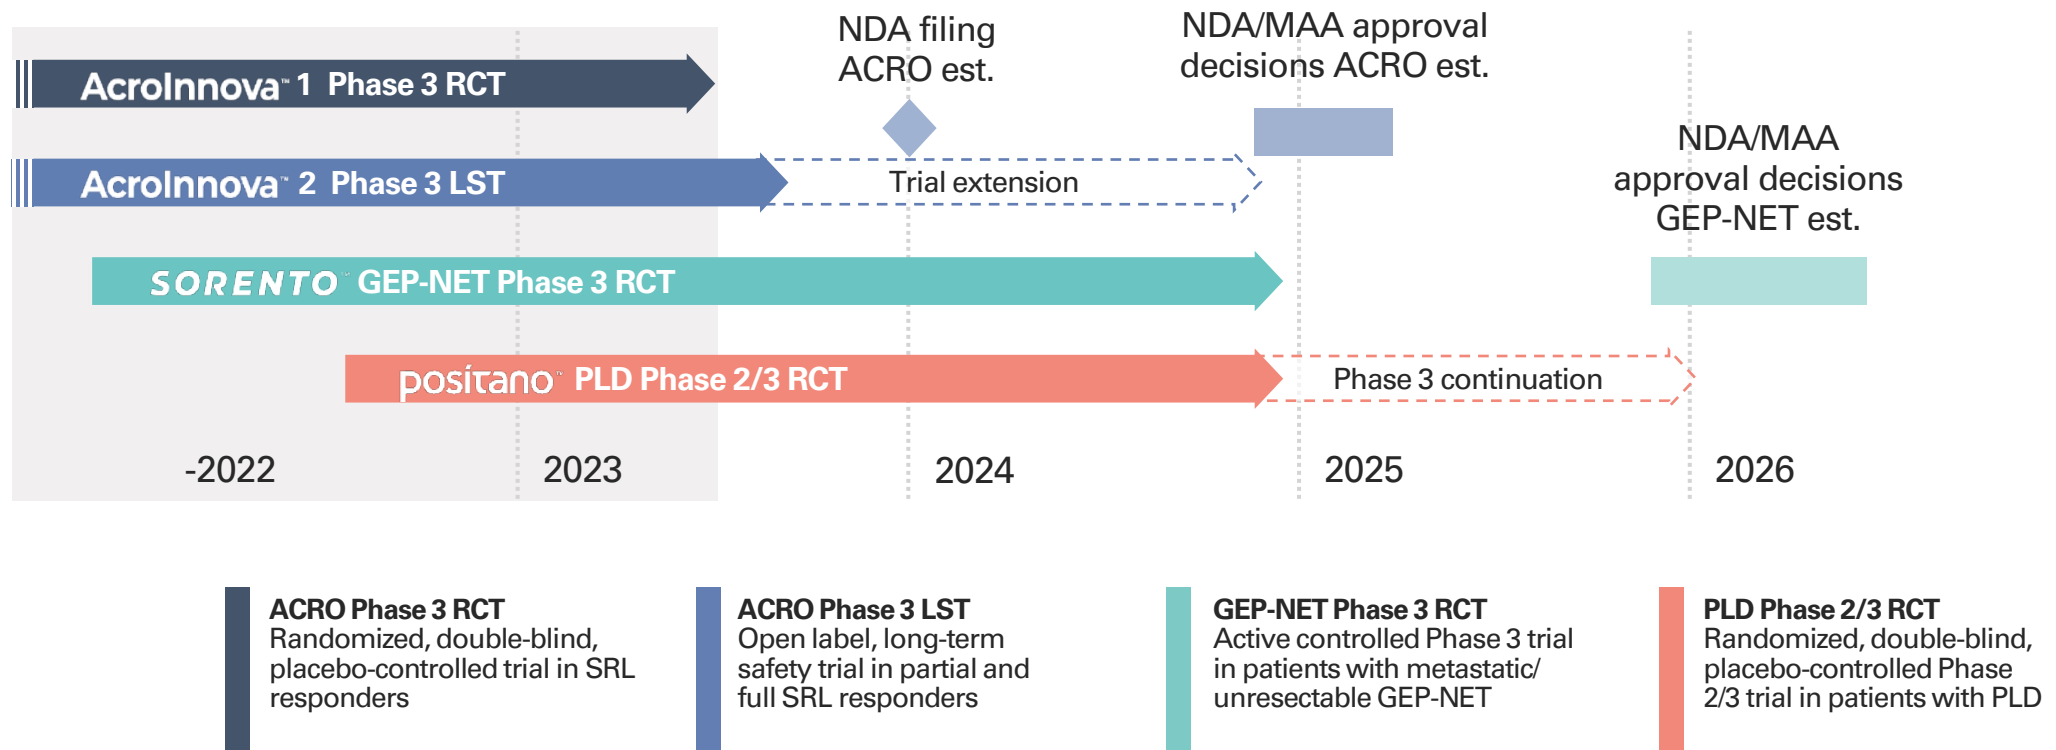 NDA filing
ACRO est.
NDA/MAA approval
decisions ACRO est.
AcroInnova™ 1 Phase 3 RCT
NDA/MAA
approval decisions
GEP-NET est.
AcroInnova™ 2 Phase 3 LST
Trial extension
SORENTO™ GEP-NET Phase 3 RCT
positano™ PLD Phase 2/3 RCT
Phase 3 continuation
-2022
2023
2024
2025
2026
ACRO Phase 3 RCT
Randomized, double-blind,
placebo-controlled trial in SRL
responders
ACRO Phase 3 LST
Open label, long-term
safety trial in partial and
full SRL responders
GEP-NET Phase 3 RCT
Active controlled Phase 3 trial
in patients with metastatic/
unresectable GEP-NET
PLD Phase 2/3 RCT
Randomized, double-blind,
placebo-controlled Phase
2/3 trial in patients with PLD